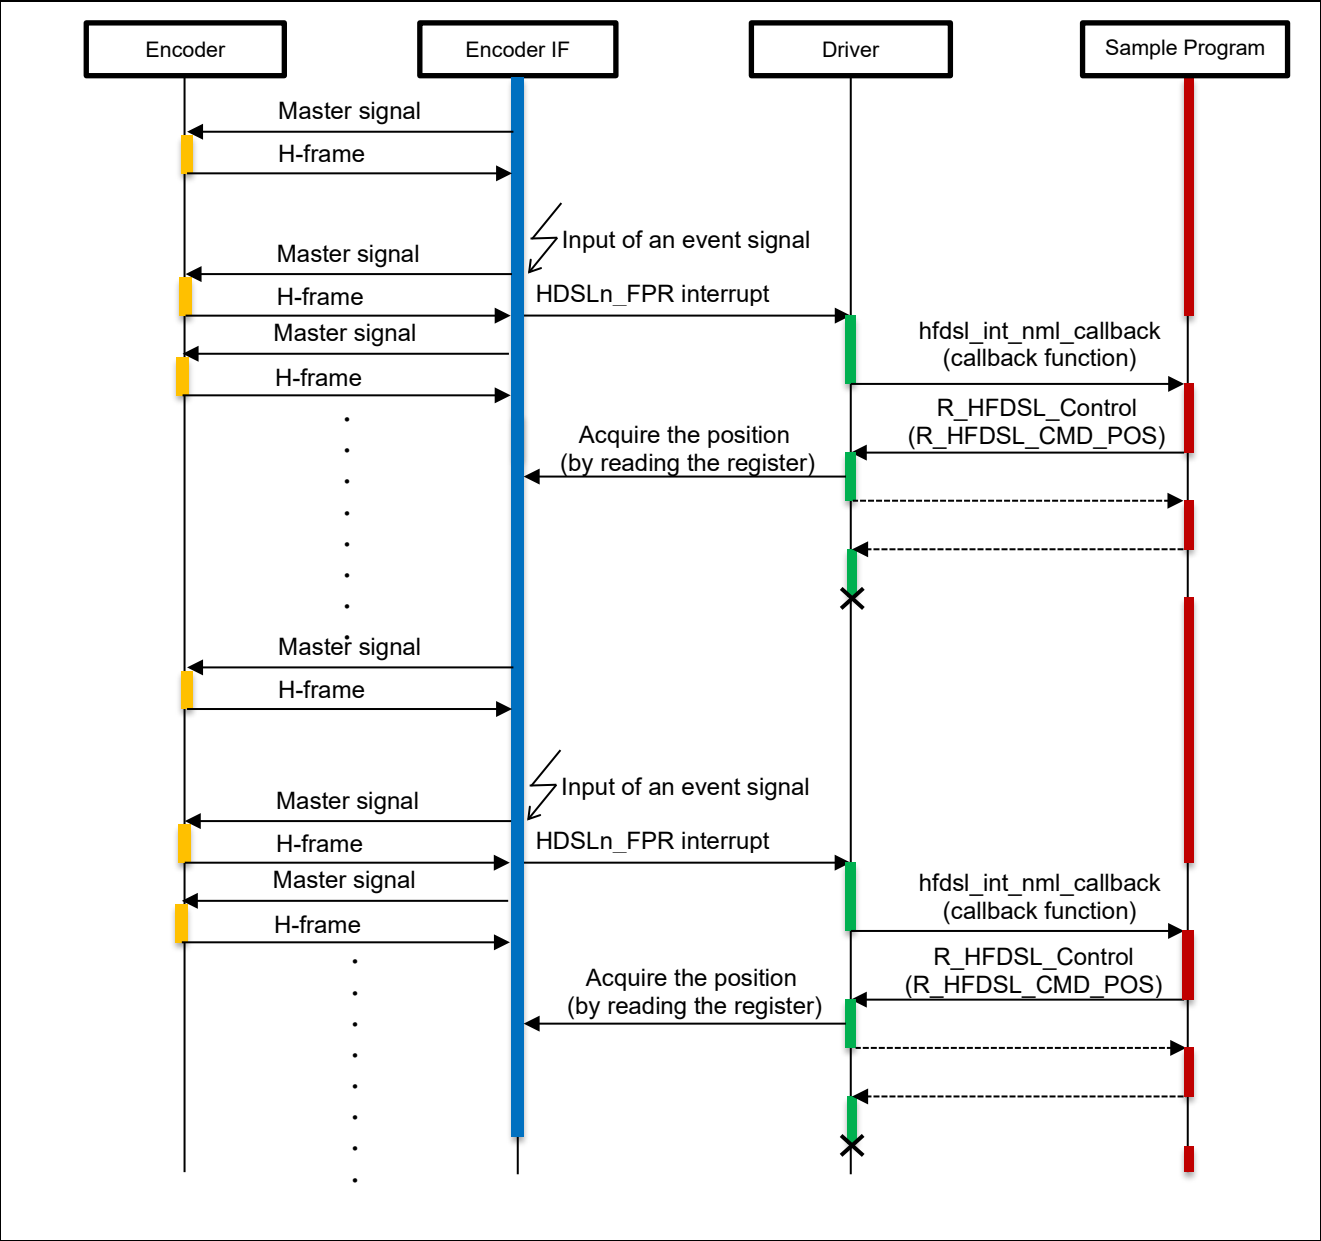 Encoder
Encoder IF
Driver
Sample Program
Master signal
H-frame
Input of an event signal
Master signal
H-frame
HDSLn_FPR interrupt
Master signal
hfdsl_int_nml_callback
(callback function)
H-frame
R_HFDSL_Control
(R_HFDSL_CMD_POS)
Acquire the position
(by reading the register)
Master signal
H-frame
Input of an event signal
Master signal
H-frame
HDSLn_FPR interrupt
Master signal
hfdsl_int_nml_callback
(callback function)
H-frame
R_HFDSL_Control
(R_HFDSL_CMD_POS)
Acquire the position
(by reading the register)